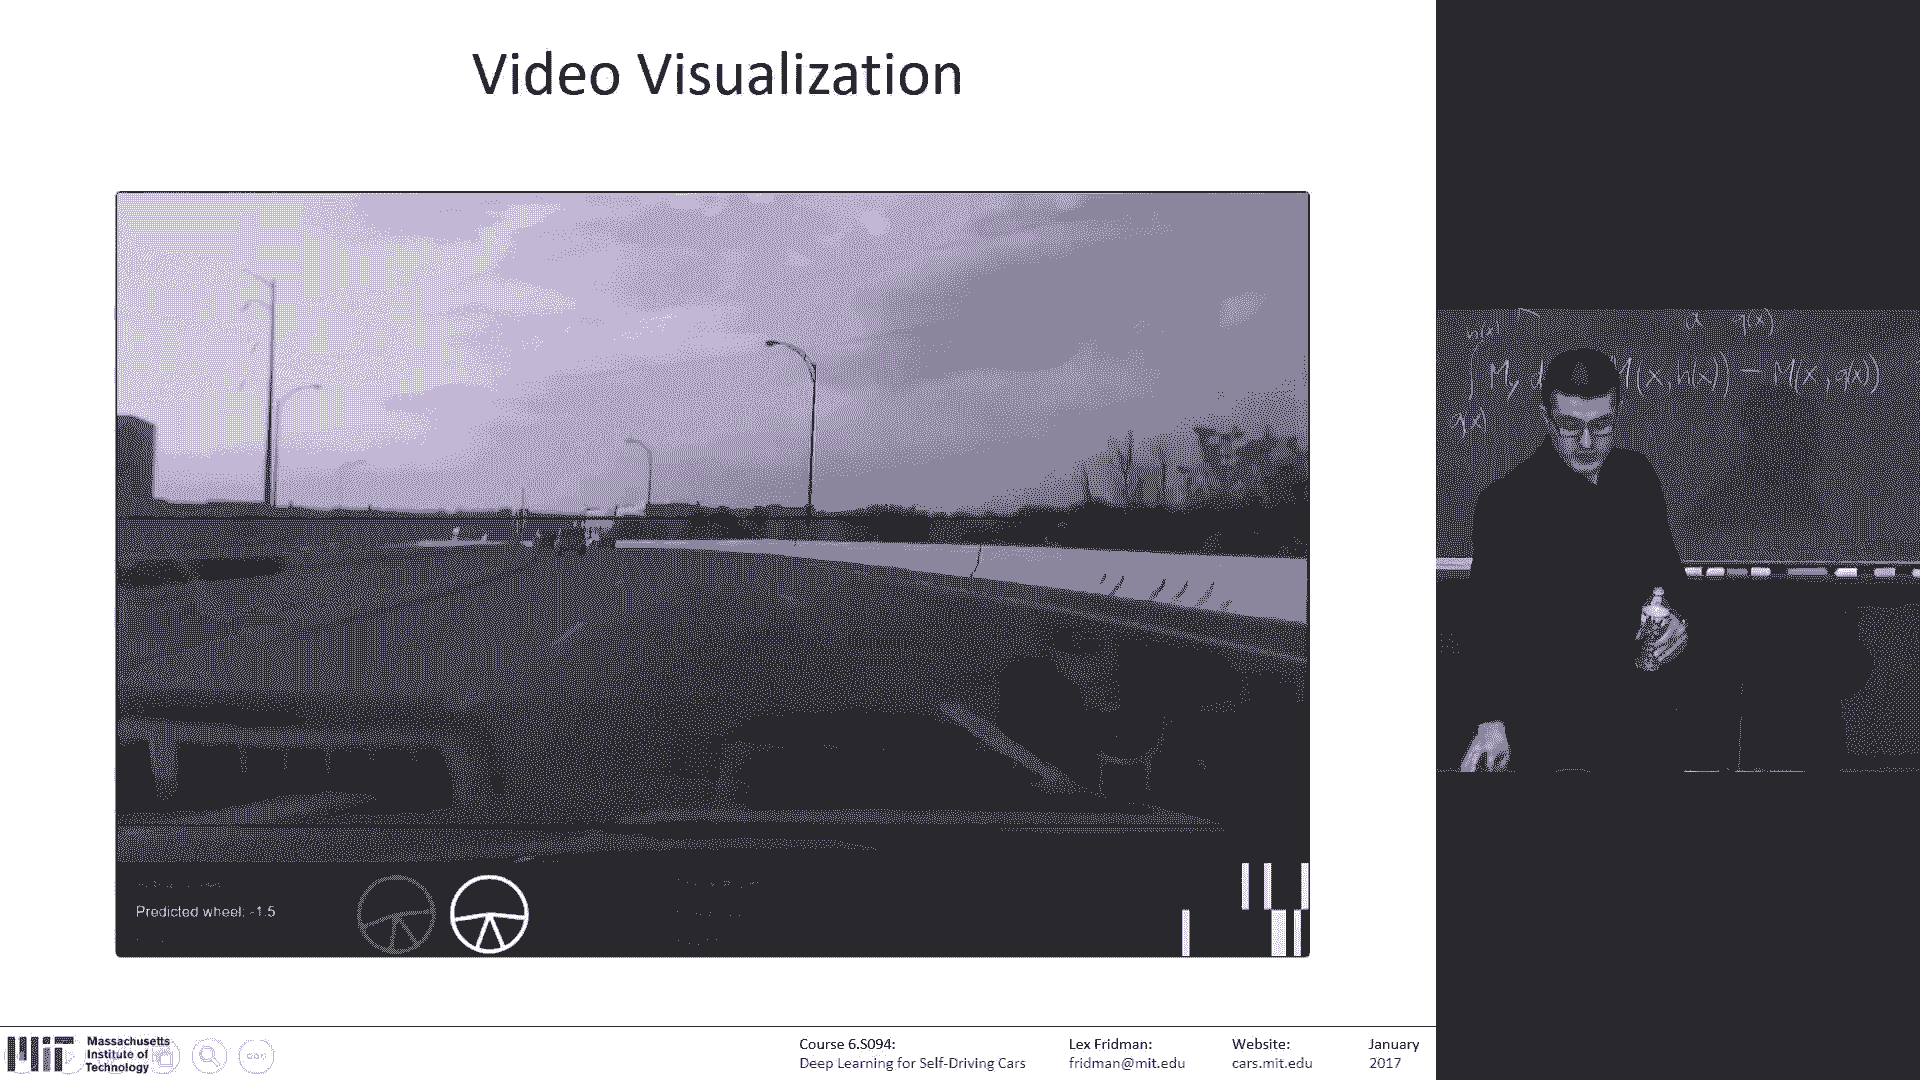 Video Visualization
h(x)
∫ M_y d
M(x,h(x)) - M(x,g(x))
g(x)
Predicted wheel: -1.5
Massachusetts
Institute of
Technology
Course 6.S094:
Deep Learning for Self-Driving Cars
Lex Fridman:
fridman@mit.edu
Website:
cars.mit.edu
January
2017